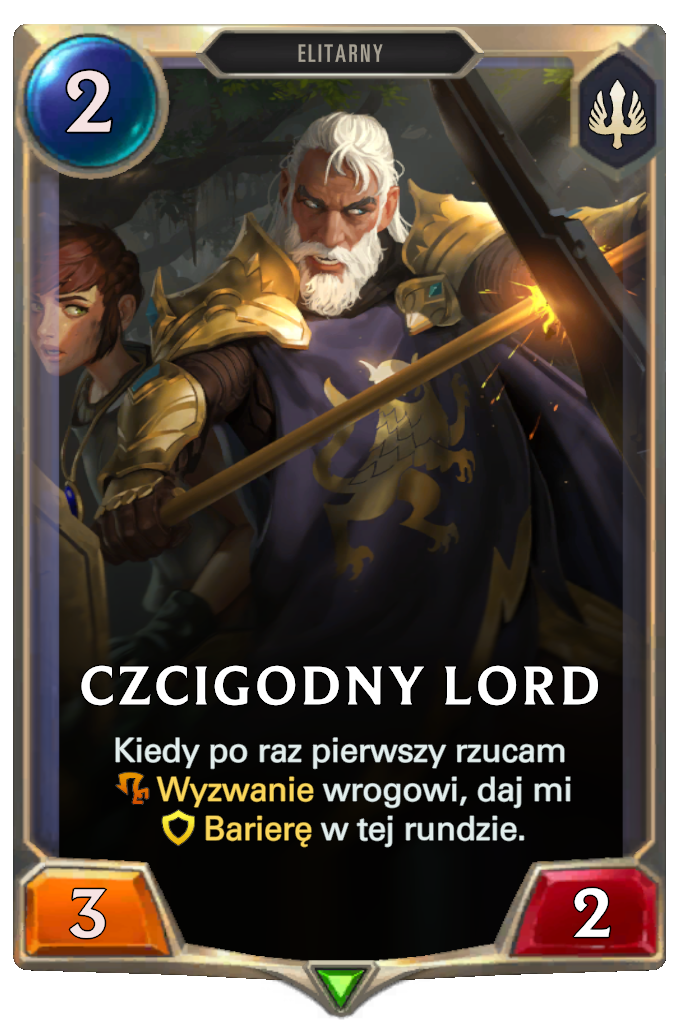 ELITARNY
2
CZCIGODNY LORD
Kiedy po raz pierwszy rzucam
Wyzwanie wrogowi, daj mi
Barierę w tej rundzie.
3
2